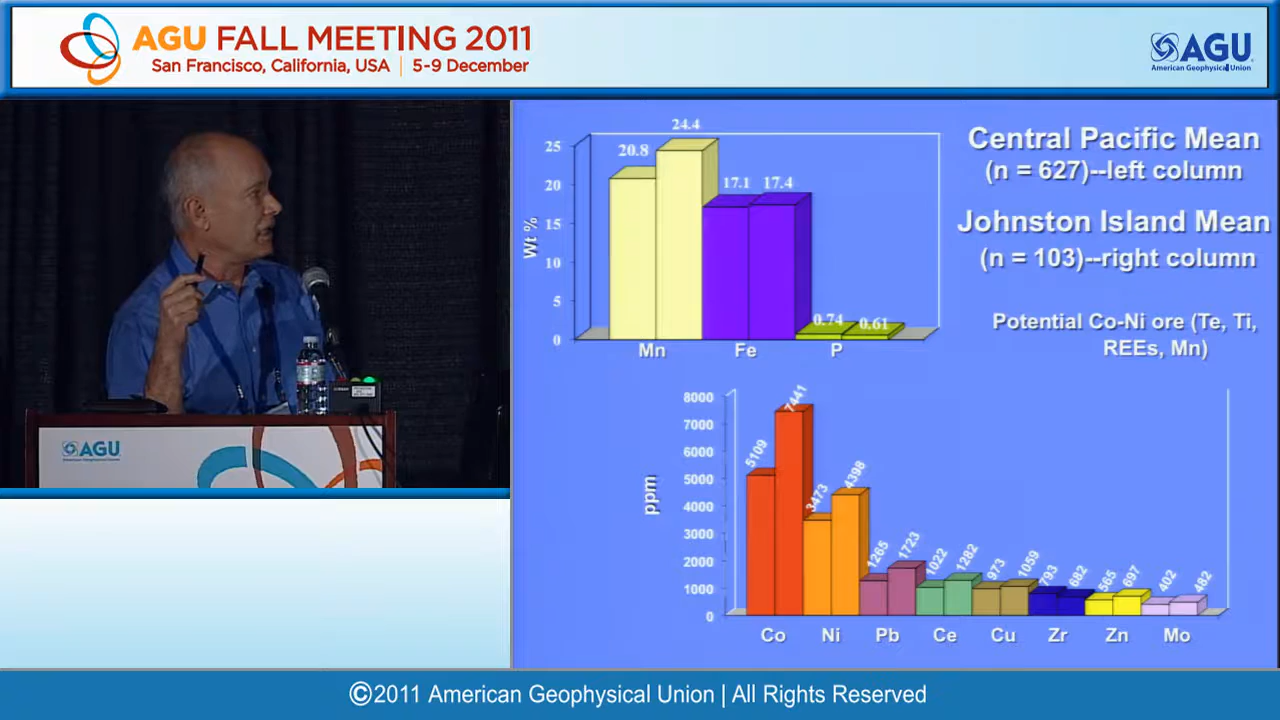 AGU FALL MEETING 2011
San Francisco, California, USA | 5-9 December
AGU
American Geophysical Union
AGU
24.4
20.8
17.1
17.4
0.74
0.61
25
20
15
10
5
0
Wt %
Mn
Fe
P
Central Pacific Mean
(n = 627)--left column
Johnston Island Mean
(n = 103)--right column
Potential Co-Ni ore (Te, Ti,
REEs, Mn)
8000
7000
6000
5000
4000
3000
2000
1000
0
ppm
5109
7441
3473
4398
1265
1723
1022
1282
973
1059
793
682
565
697
402
482
Co
Ni
Pb
Ce
Cu
Zr
Zn
Mo
©2011 American Geophysical Union | All Rights Reserved